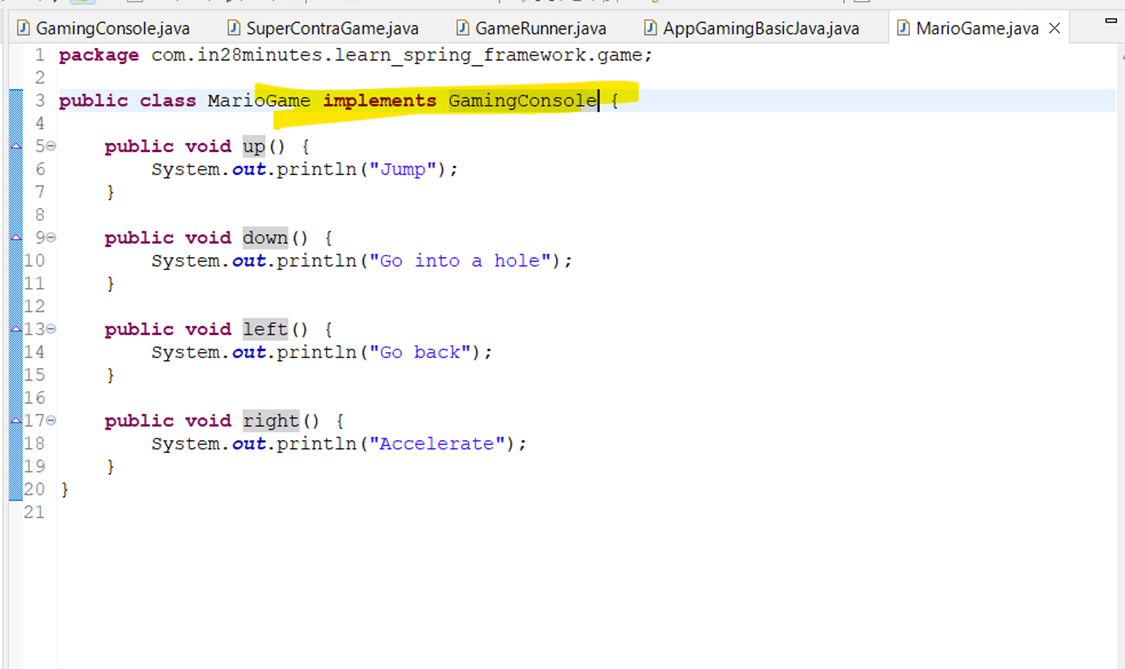 GamingConsole.java SuperContraGame.java GameRunner.java AppGamingBasicJava.java MarioGame.java
1 package com.in28minutes.learn_spring_framework.game;
2
3 public class MarioGame implements GamingConsole {
4
5 public void up() {
6 System.out.println("Jump");
7 }
8
9 public void down() {
10 System.out.println("Go into a hole");
11 }
12
13 public void left() {
14 System.out.println("Go back");
15 }
16
17 public void right() {
18 System.out.println("Accelerate");
19 }
20 }
21